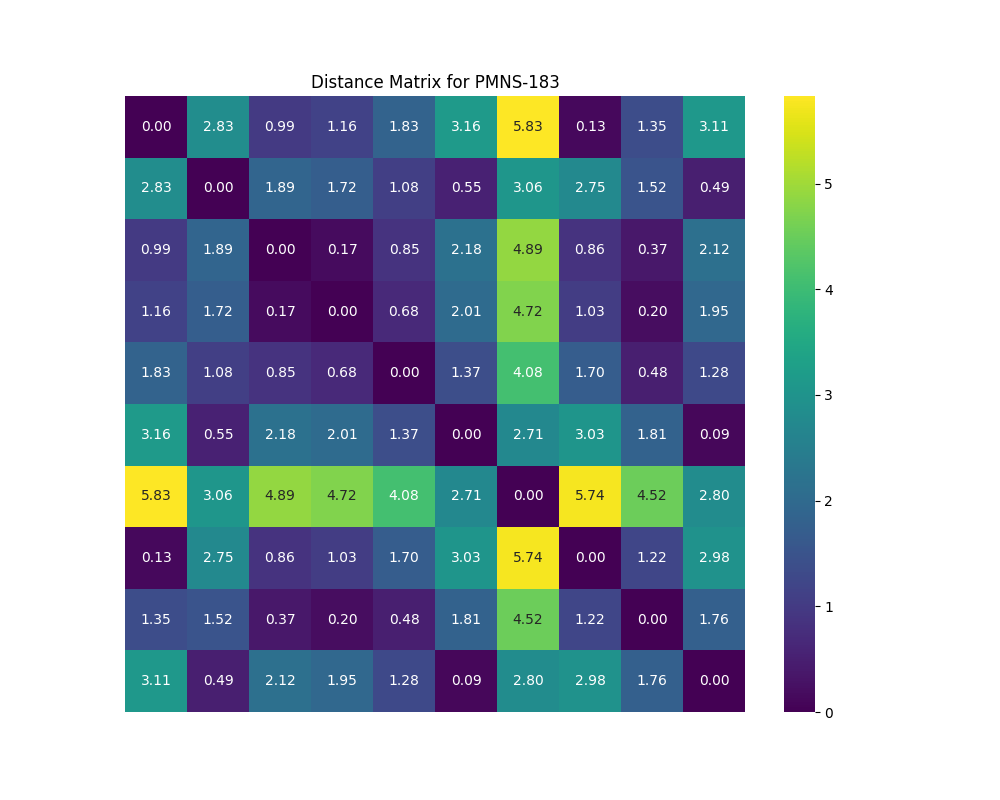 Distance Matrix for PMNS-183
0.00 2.83 0.99 1.16 1.83 3.16 5.83 0.13 1.35 3.11
2.83 0.00 1.89 1.72 1.08 0.55 3.06 2.75 1.52 0.49
0.99 1.89 0.00 0.17 0.85 2.18 4.89 0.86 0.37 2.12
1.16 1.72 0.17 0.00 0.68 2.01 4.72 1.03 0.20 1.95
1.83 1.08 0.85 0.68 0.00 1.37 4.08 1.70 0.48 1.28
3.16 0.55 2.18 2.01 1.37 0.00 2.71 3.03 1.81 0.09
5.83 3.06 4.89 4.72 4.08 2.71 0.00 5.74 4.52 2.80
0.13 2.75 0.86 1.03 1.70 3.03 5.74 0.00 1.22 2.98
1.35 1.52 0.37 0.20 0.48 1.81 4.52 1.22 0.00 1.76
3.11 0.49 2.12 1.95 1.28 0.09 2.80 2.98 1.76 0.00
5
4
3
2
1
0